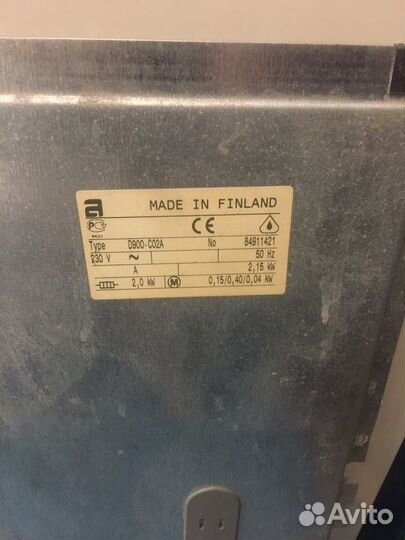 a MADE IN FINLAND
PC CE
Type D900-C02A No 84911421
230 V ~ 50 Hz
A 2,15 kW
2,0 kW M 0,15/0,40/0,04 kW
Avito